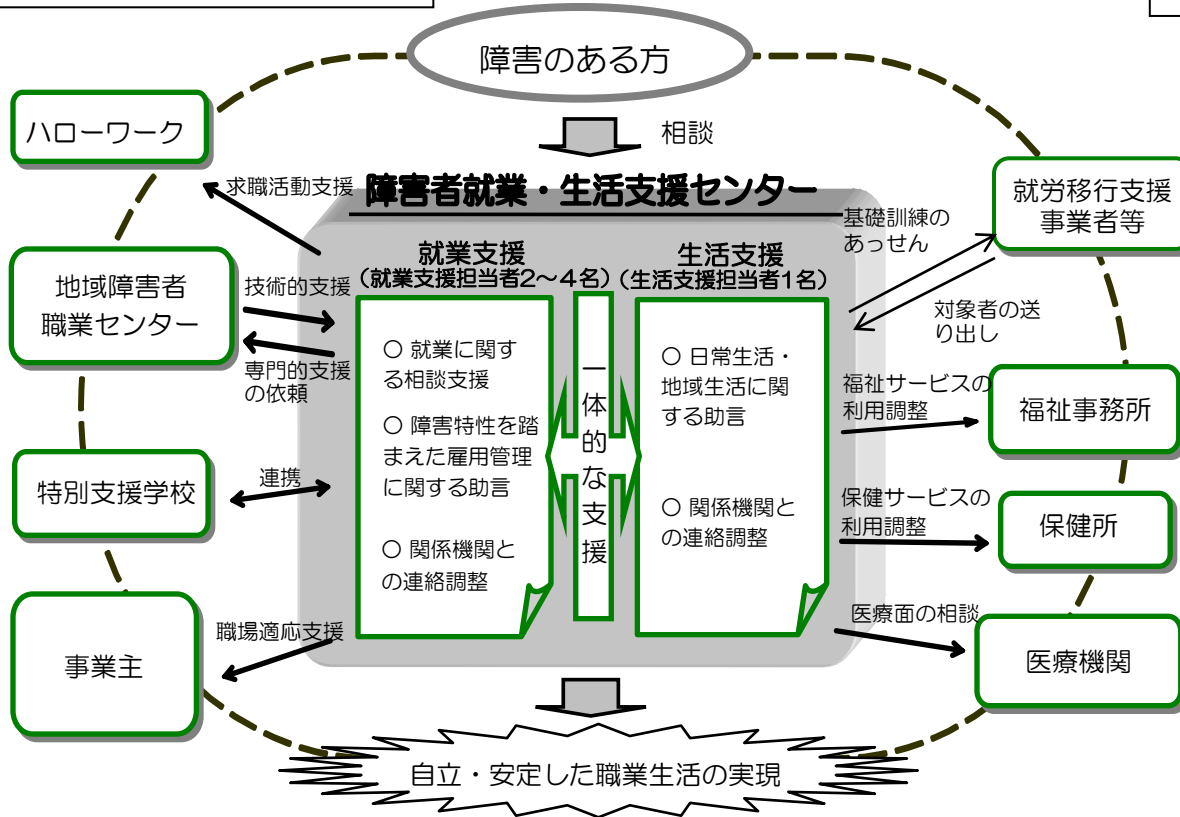 障害のある方
相談
ハローワーク
求職活動支援
障害者就業・生活支援センター
就労移行支援
事業者等
基礎訓練の
あっせん
対象者の送
り出し
地域障害者
職業センター
技術的支援
専門的支援
の依頼
就業支援
(就業支援担当者2～4名)
生活支援
(生活支援担当者1名)
○ 就業に関す
る相談支援
○ 障害特性を踏
まえた雇用管理
に関する助言
○ 関係機関と
の連絡調整
一体的な支援
○ 日常生活・
地域生活に関
する助言
○ 関係機関と
の連絡調整
福祉サービスの
利用調整
福祉事務所
特別支援学校
連携
保健サービスの
利用調整
保健所
事業主
職場適応支援
医療面の相談
医療機関
自立・安定した職業生活の実現